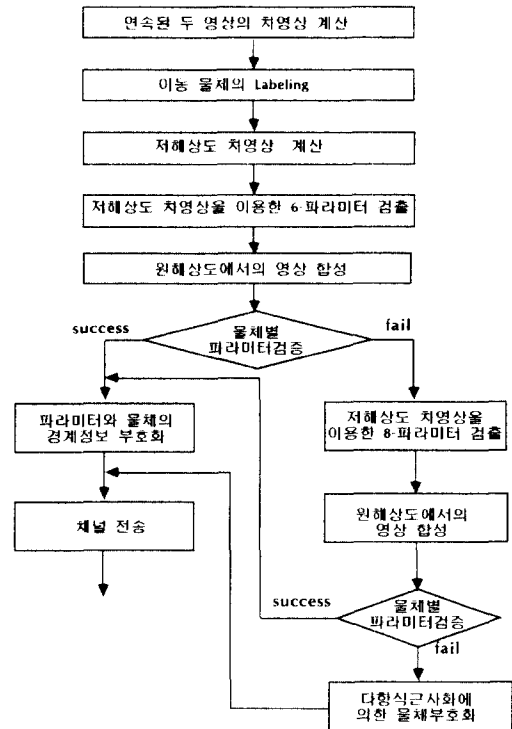 연속된 두 영상의 차영상 계산
이동 물체의 Labeling
저해상도 차영상 계산
저해상도 차영상을 이용한 6-파라미터 검출
원해상도에서의 영상 합성
success
물체별
파라미터검증
fail
파라미터와 물체의
경계정보 부호화
저해상도 차영상을
이용한 8-파라미터 검출
채널 전송
원해상도에서의
영상 합성
success
물체별
파라미터검증
fail
다항식근사화에
의한 물체부호화